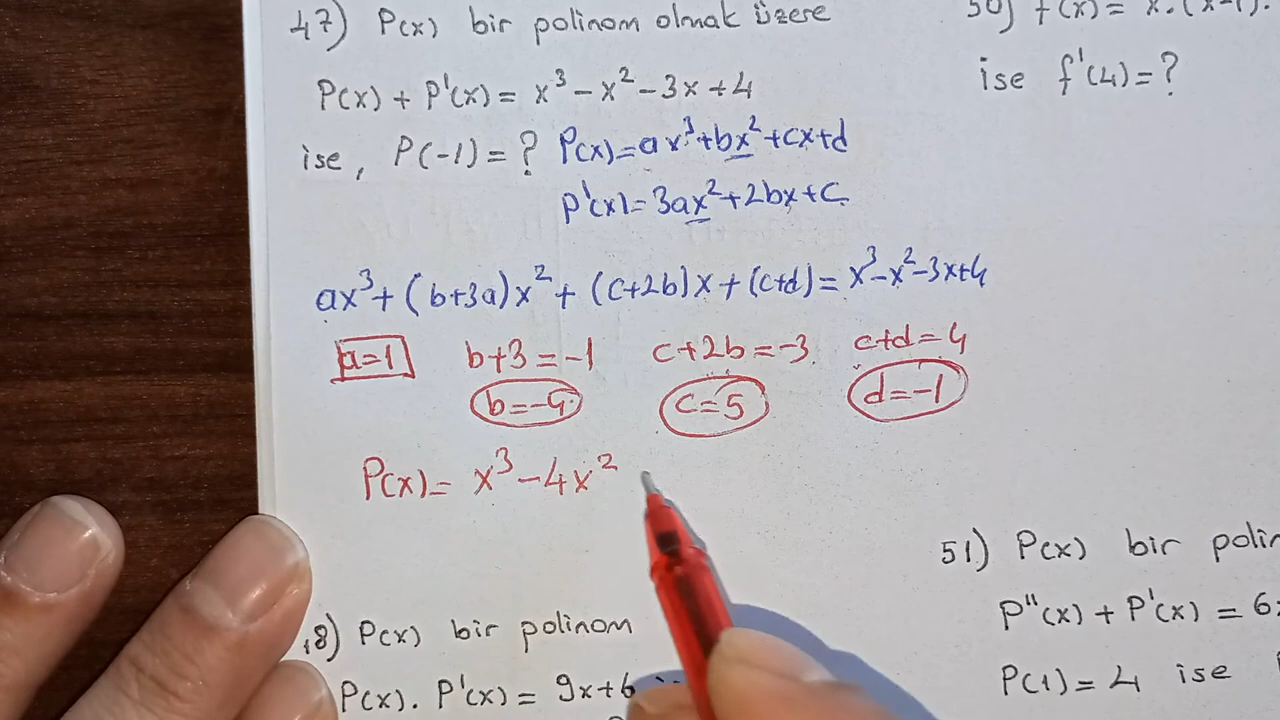 47) P(x) bir polinom olmak üzere
P(x) + P'(x) = x³ - x² - 3x + 4
ise, P(-1) = ?
P(x) = ax³ + bx² + cx + d
P'(x) = 3ax² + 2bx + c
ax³ + (b+3a)x² + (c+2b)x + (c+d) = x³ - x² - 3x + 4
a = 1
b + 3 = -1
c + 2b = -3
c + d = 4
b = -4
c = 5
d = -1
P(x) = x³ - 4x²
8) P(x) bir polinom
P(x) . P'(x) = 9x + 6
50) f(x) = x.(x-1).
ise f'(4) = ?
51) P(x) bir
P''(x) + P'(x) = 6
P(1) = 4 ise